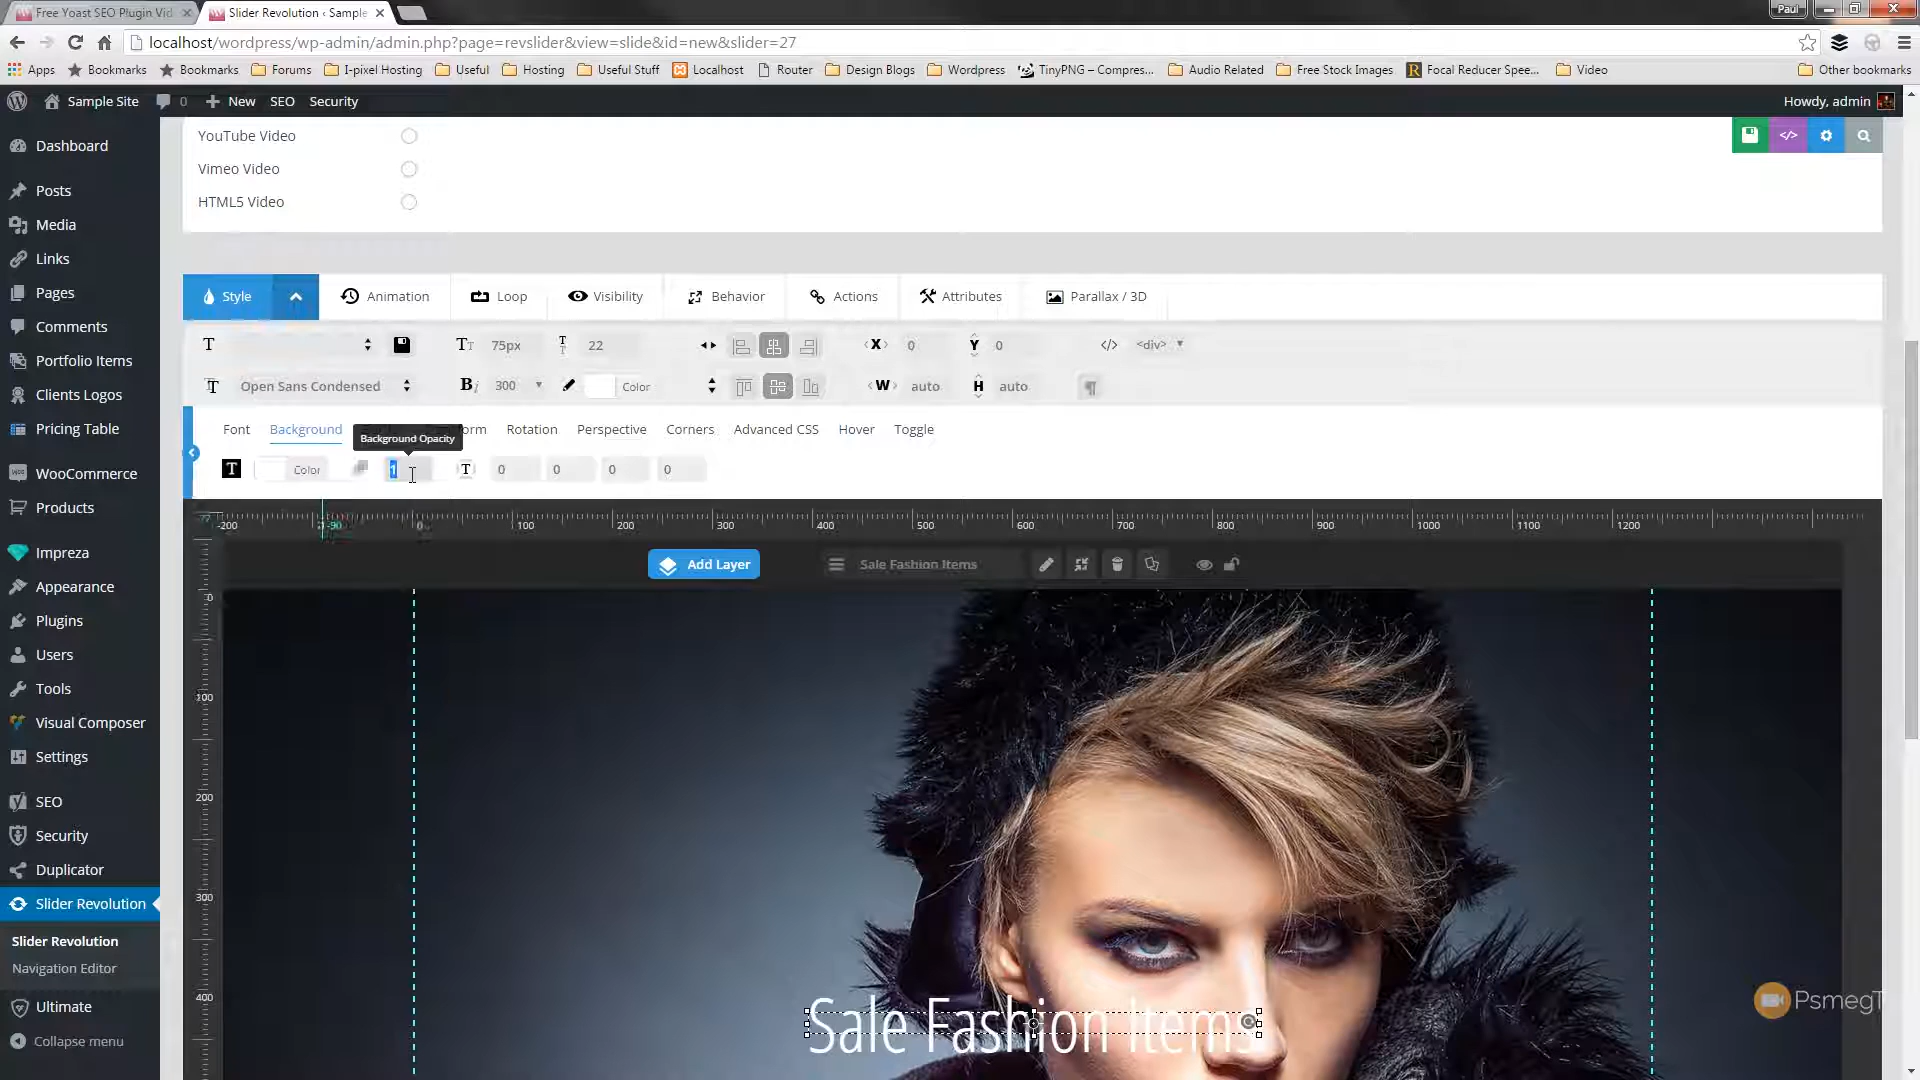 Free Yoast SEO Plugin Vid
Slider Revolution ‹ Sample
Paul
localhost/wordpress/wp-admin/admin.php?page=revslider&view=slide&id=new&slider=27
Apps
Bookmarks
Bookmarks
Forums
I-pixel Hosting
Useful
Hosting
Useful Stuff
Localhost
Router
Design Blogs
Wordpress
TinyPNG – Compres...
Audio Related
Free Stock Images
Focal Reducer Spee...
Video
Other bookmarks
Sample Site
0
New
SEO
Security
Howdy, admin
Dashboard
Posts
Media
Links
Pages
Comments
Portfolio Items
Clients Logos
Pricing Table
WooCommerce
Products
Impreza
Appearance
Plugins
Users
Tools
Visual Composer
Settings
SEO
Security
Duplicator
Slider Revolution
Slider Revolution
Navigation Editor
Ultimate
Collapse menu
YouTube Video
Vimeo Video
HTML5 Video
Style
Animation
Loop
Visibility
Behavior
Actions
Attributes
Parallax / 3D
75px
22
X 0
Y 0
<div>
Open Sans Condensed
300
Color
W auto
H auto
Font
Background
Rotation
Perspective
Corners
Advanced CSS
Hover
Toggle
Background Opacity
Color
1
0
0
0
0
-200
0
100
200
300
400
500
600
700
800
900
1000
1100
1200
Add Layer
Sale Fashion Items
0
100
200
300
400
Sale Fashion Items